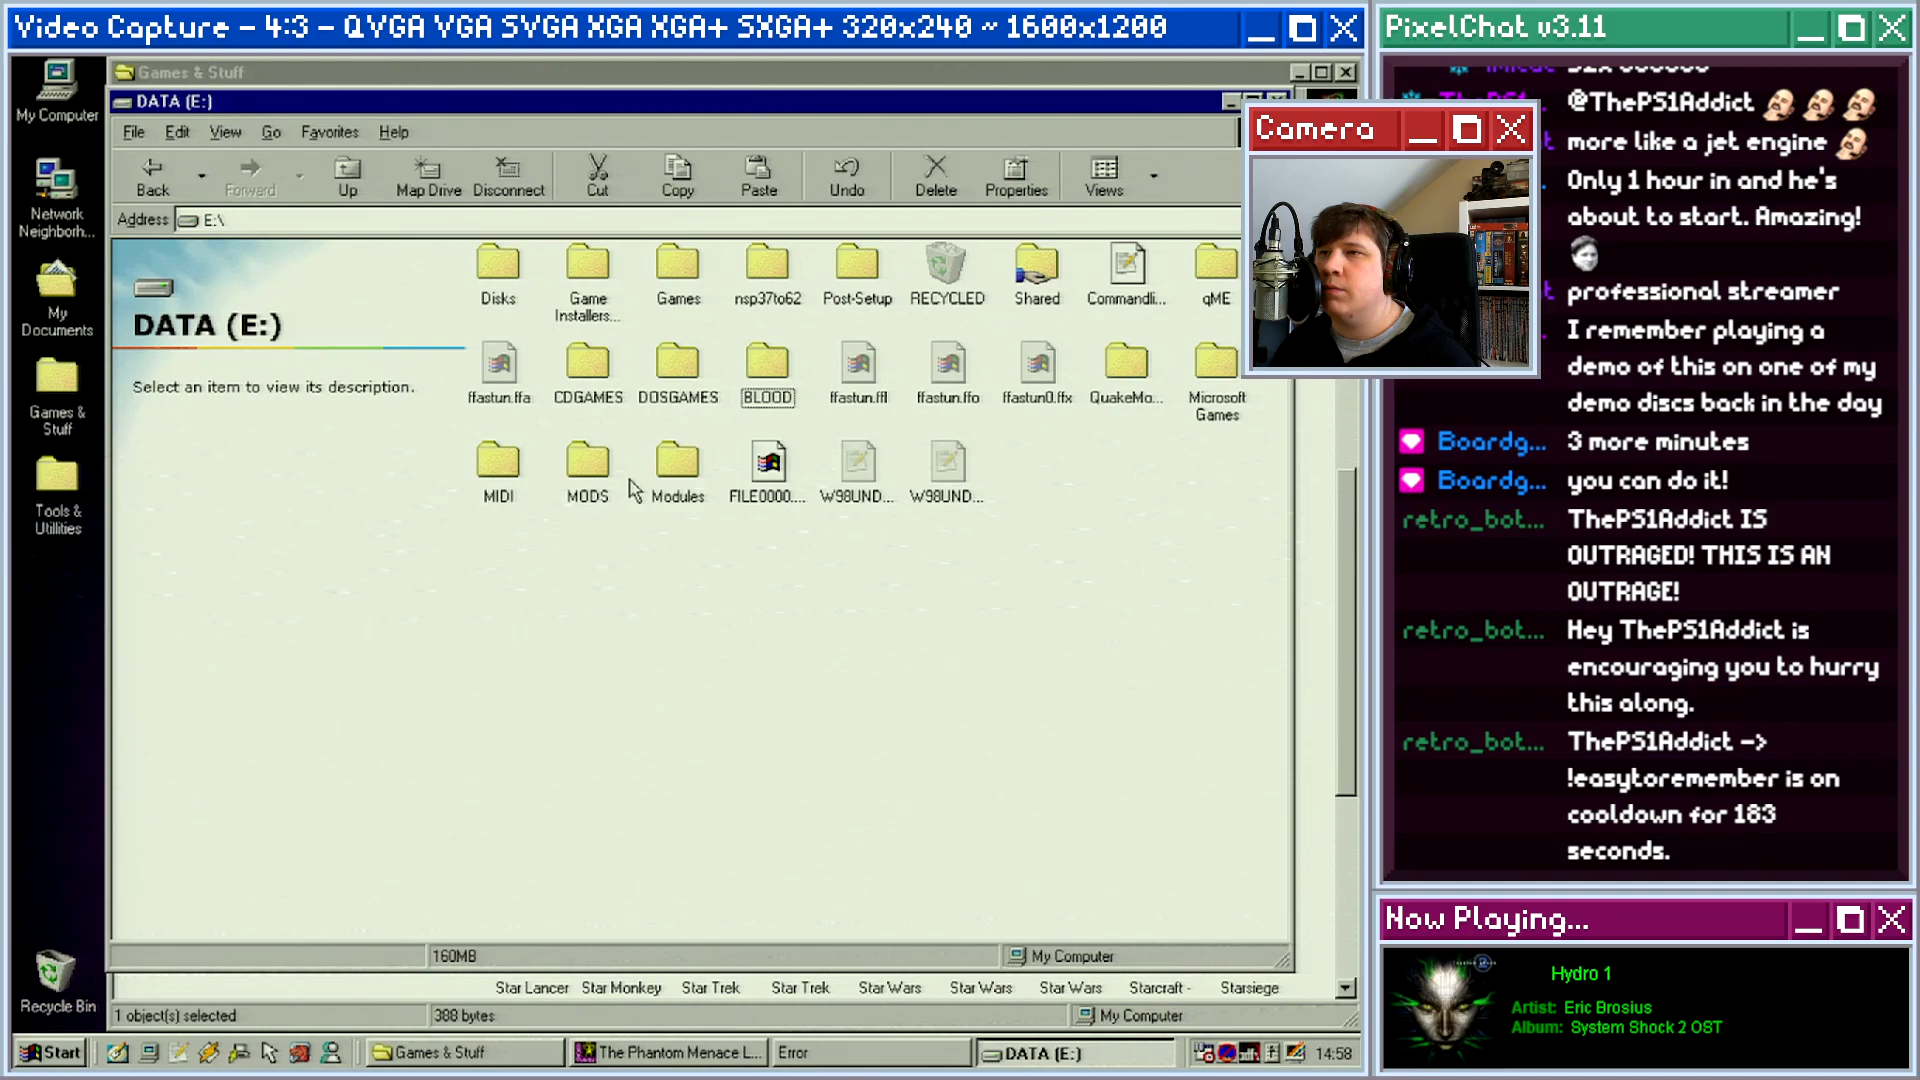 Video Capture - 4:3 - QVGA VGA SVGA XGA XGA+ SXGA+ 320x240 ~ 1600x1200
Games & Stuff
DATA (E:)
File Edit View Go Favorites Help
Back Forward Up Map Drive Disconnect Cut Copy Paste Undo Delete Properties Views
Address E:\
My Computer
Network
Neighborh...
My
Documents
Games &
Stuff
Tools &
Utillities
Recycle Bin
DATA (E:)
Select an item to view its description.
Disks
Game
Installers...
Games
nsp37to62
Post-Setup
RECYCLED
Shared
Commandli...
qME
ffastun.ffa
CDGAMES
DOSGAMES
BLOOD
ffastun.ffl
ffastun.ffo
ffastun0.ffx
QuakeMo...
Microsoft
Games
MIDI
MODS
Modules
FILE0000....
W98UND...
W98UND...
160MB
My Computer
Star Lancer Star Monkey Star Trek Star Trek Star Wars Star Wars Star Wars Starcraft - Starsiege
1 object(s) selected
388 bytes
My Computer
Start
Games & Stuff
The Phantom Menace L...
Error
DATA (E:)
14:58
Camera
PixelChat v3.11
@ThePS1Addict
more like a jet engine
Only 1 hour in and he's
about to start. Amazing!
professional streamer
I remember playing a
demo of this on one of my
demo discs back in the day
Boardg... 3 more minutes
Boardg... you can do it!
retro_bot... ThePS1Addict IS
OUTRAGED! THIS IS AN
OUTRAGE!
retro_bot... Hey ThePS1Addict is
encouraging you to hurry
this along.
retro_bot... ThePS1Addict ->
!easytoremember is on
cooldown for 183
seconds.
Now Playing...
Hydro 1
Artist: Eric Brosius
Album: System Shock 2 OST